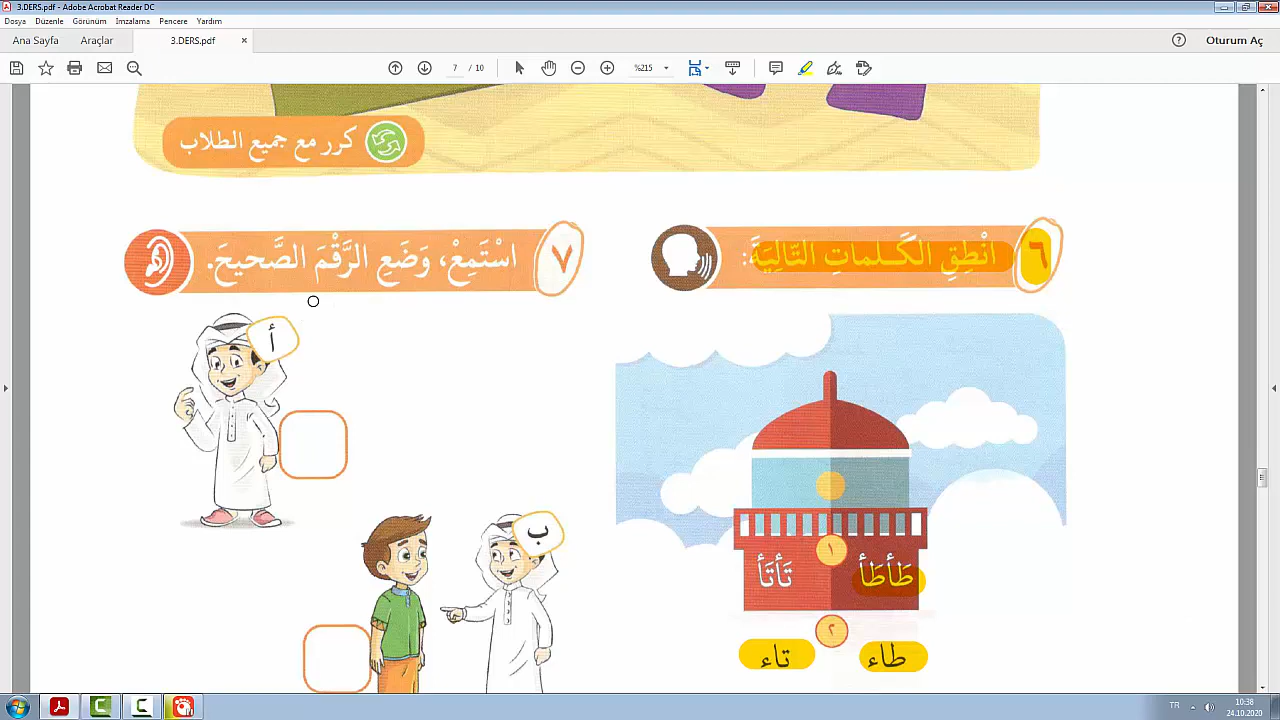 3.DERS.pdf - Adobe Acrobat Reader DC
Dosya Düzenle Görünüm İmzalama Pencere Yardım
Ana Sayfa Araçlar 3.DERS.pdf × ? Oturum Aç
7 / 10 %215
كرر مع جميع الطلاب
٦ انْطِقِ الكَلماتِ التّالِيَةَ:
٧ اسْتَمِعْ، وَضَعِ الرَّقْمَ الصَّحيحَ.
أ
ب
١
طَأطَأ تَأتَأ
٢
طاء تاء
TR 10:38
24.10.2020